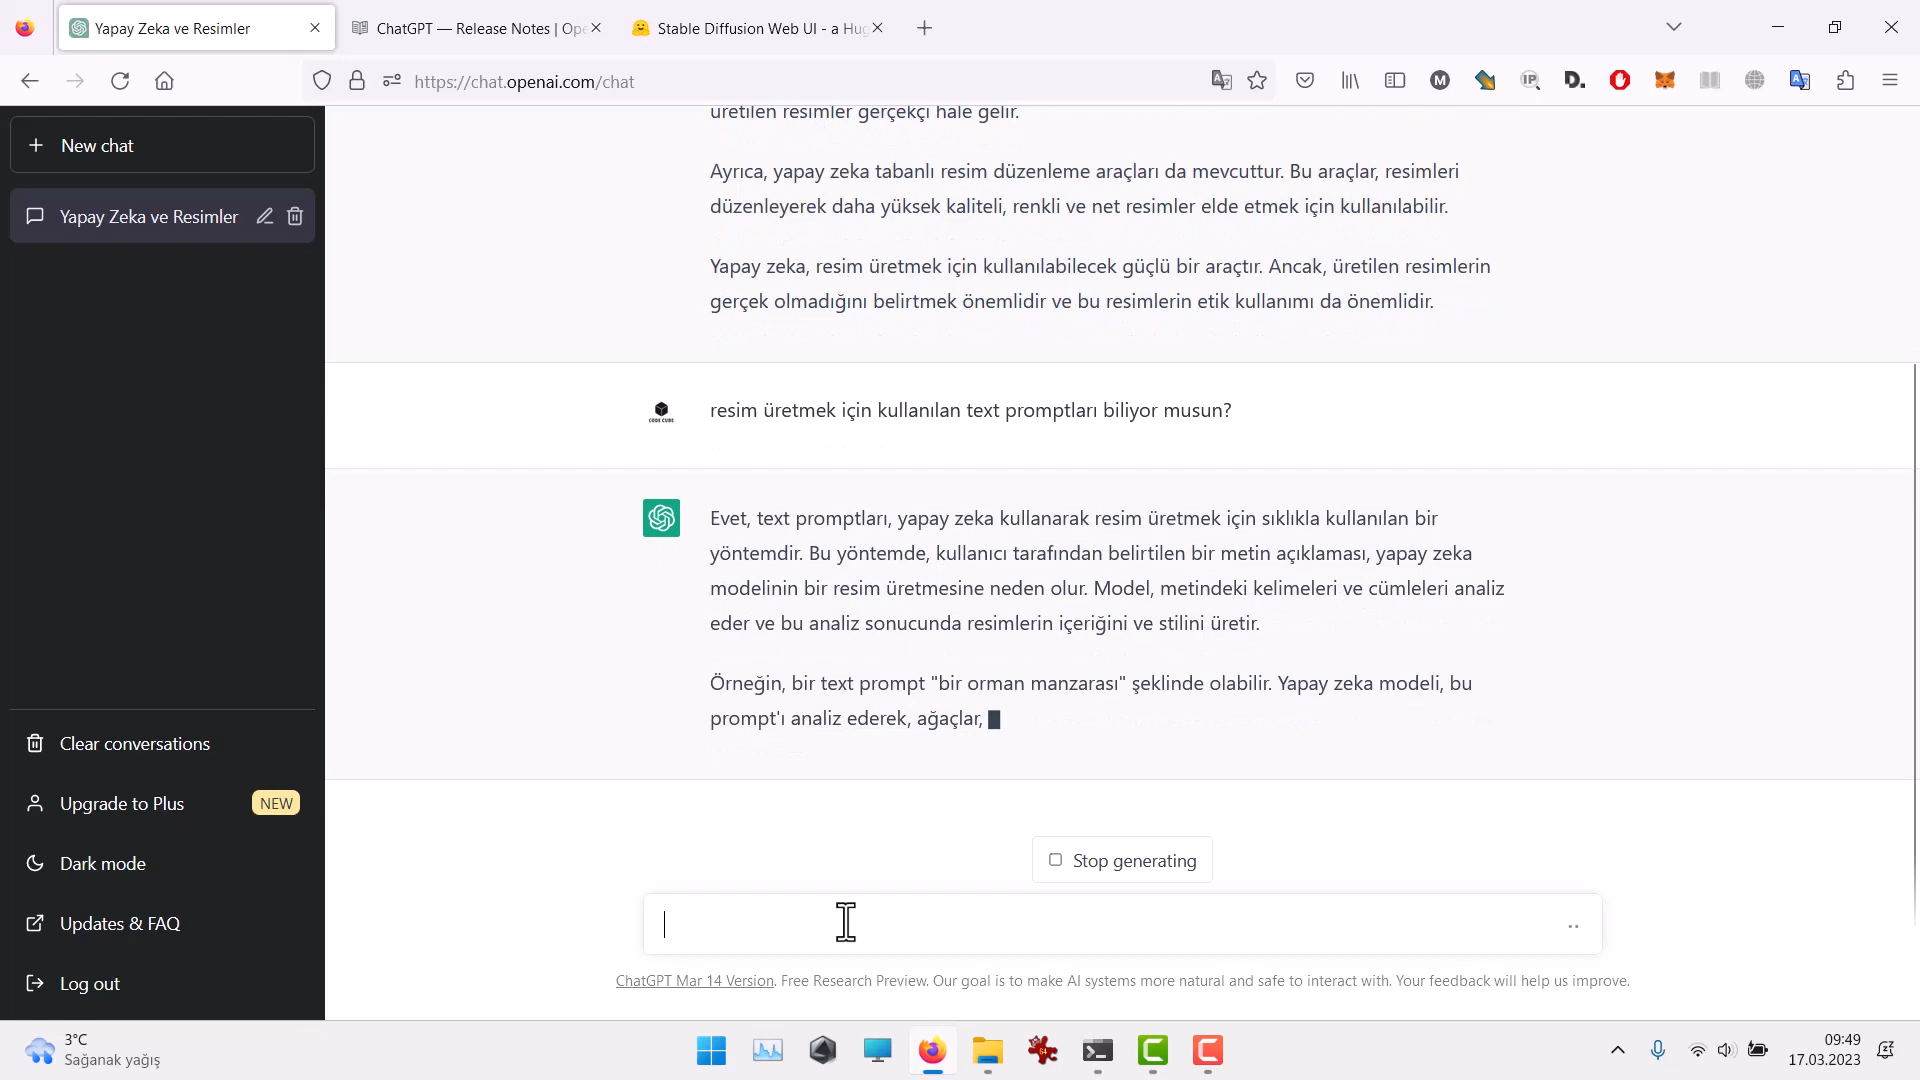 Yapay Zeka ve Resimler
ChatGPT — Release Notes | Ope
Stable Diffusion Web UI - a Hug
https://chat.openai.com/chat
New chat
Yapay Zeka ve Resimler
üretilen resimler gerçekçi hale gelir.
Ayrıca, yapay zeka tabanlı resim düzenleme araçları da mevcuttur. Bu araçlar, resimleri
düzenleyerek daha yüksek kaliteli, renkli ve net resimler elde etmek için kullanılabilir.
Yapay zeka, resim üretmek için kullanılabilecek güçlü bir araçtır. Ancak, üretilen resimlerin
gerçek olmadığını belirtmek önemlidir ve bu resimlerin etik kullanımı da önemlidir.
CODE CUBE
resim üretmek için kullanılan text promptları biliyor musun?
Evet, text promptları, yapay zeka kullanarak resim üretmek için sıklıkla kullanılan bir
yöntemdir. Bu yöntemde, kullanıcı tarafından belirtilen bir metin açıklaması, yapay zeka
modelinin bir resim üretmesine neden olur. Model, metindeki kelimeleri ve cümleleri analiz
eder ve bu analiz sonucunda resimlerin içeriğini ve stilini üretir.
Örneğin, bir text prompt "bir orman manzarası" şeklinde olabilir. Yapay zeka modeli, bu
prompt'ı analiz ederek, ağaçlar,
Clear conversations
Upgrade to Plus
NEW
Dark mode
Updates & FAQ
Log out
Stop generating
ChatGPT Mar 14 Version. Free Research Preview. Our goal is to make AI systems more natural and safe to interact with. Your feedback will help us improve.
3°C
Sağanak yağış
09:49
17.03.2023